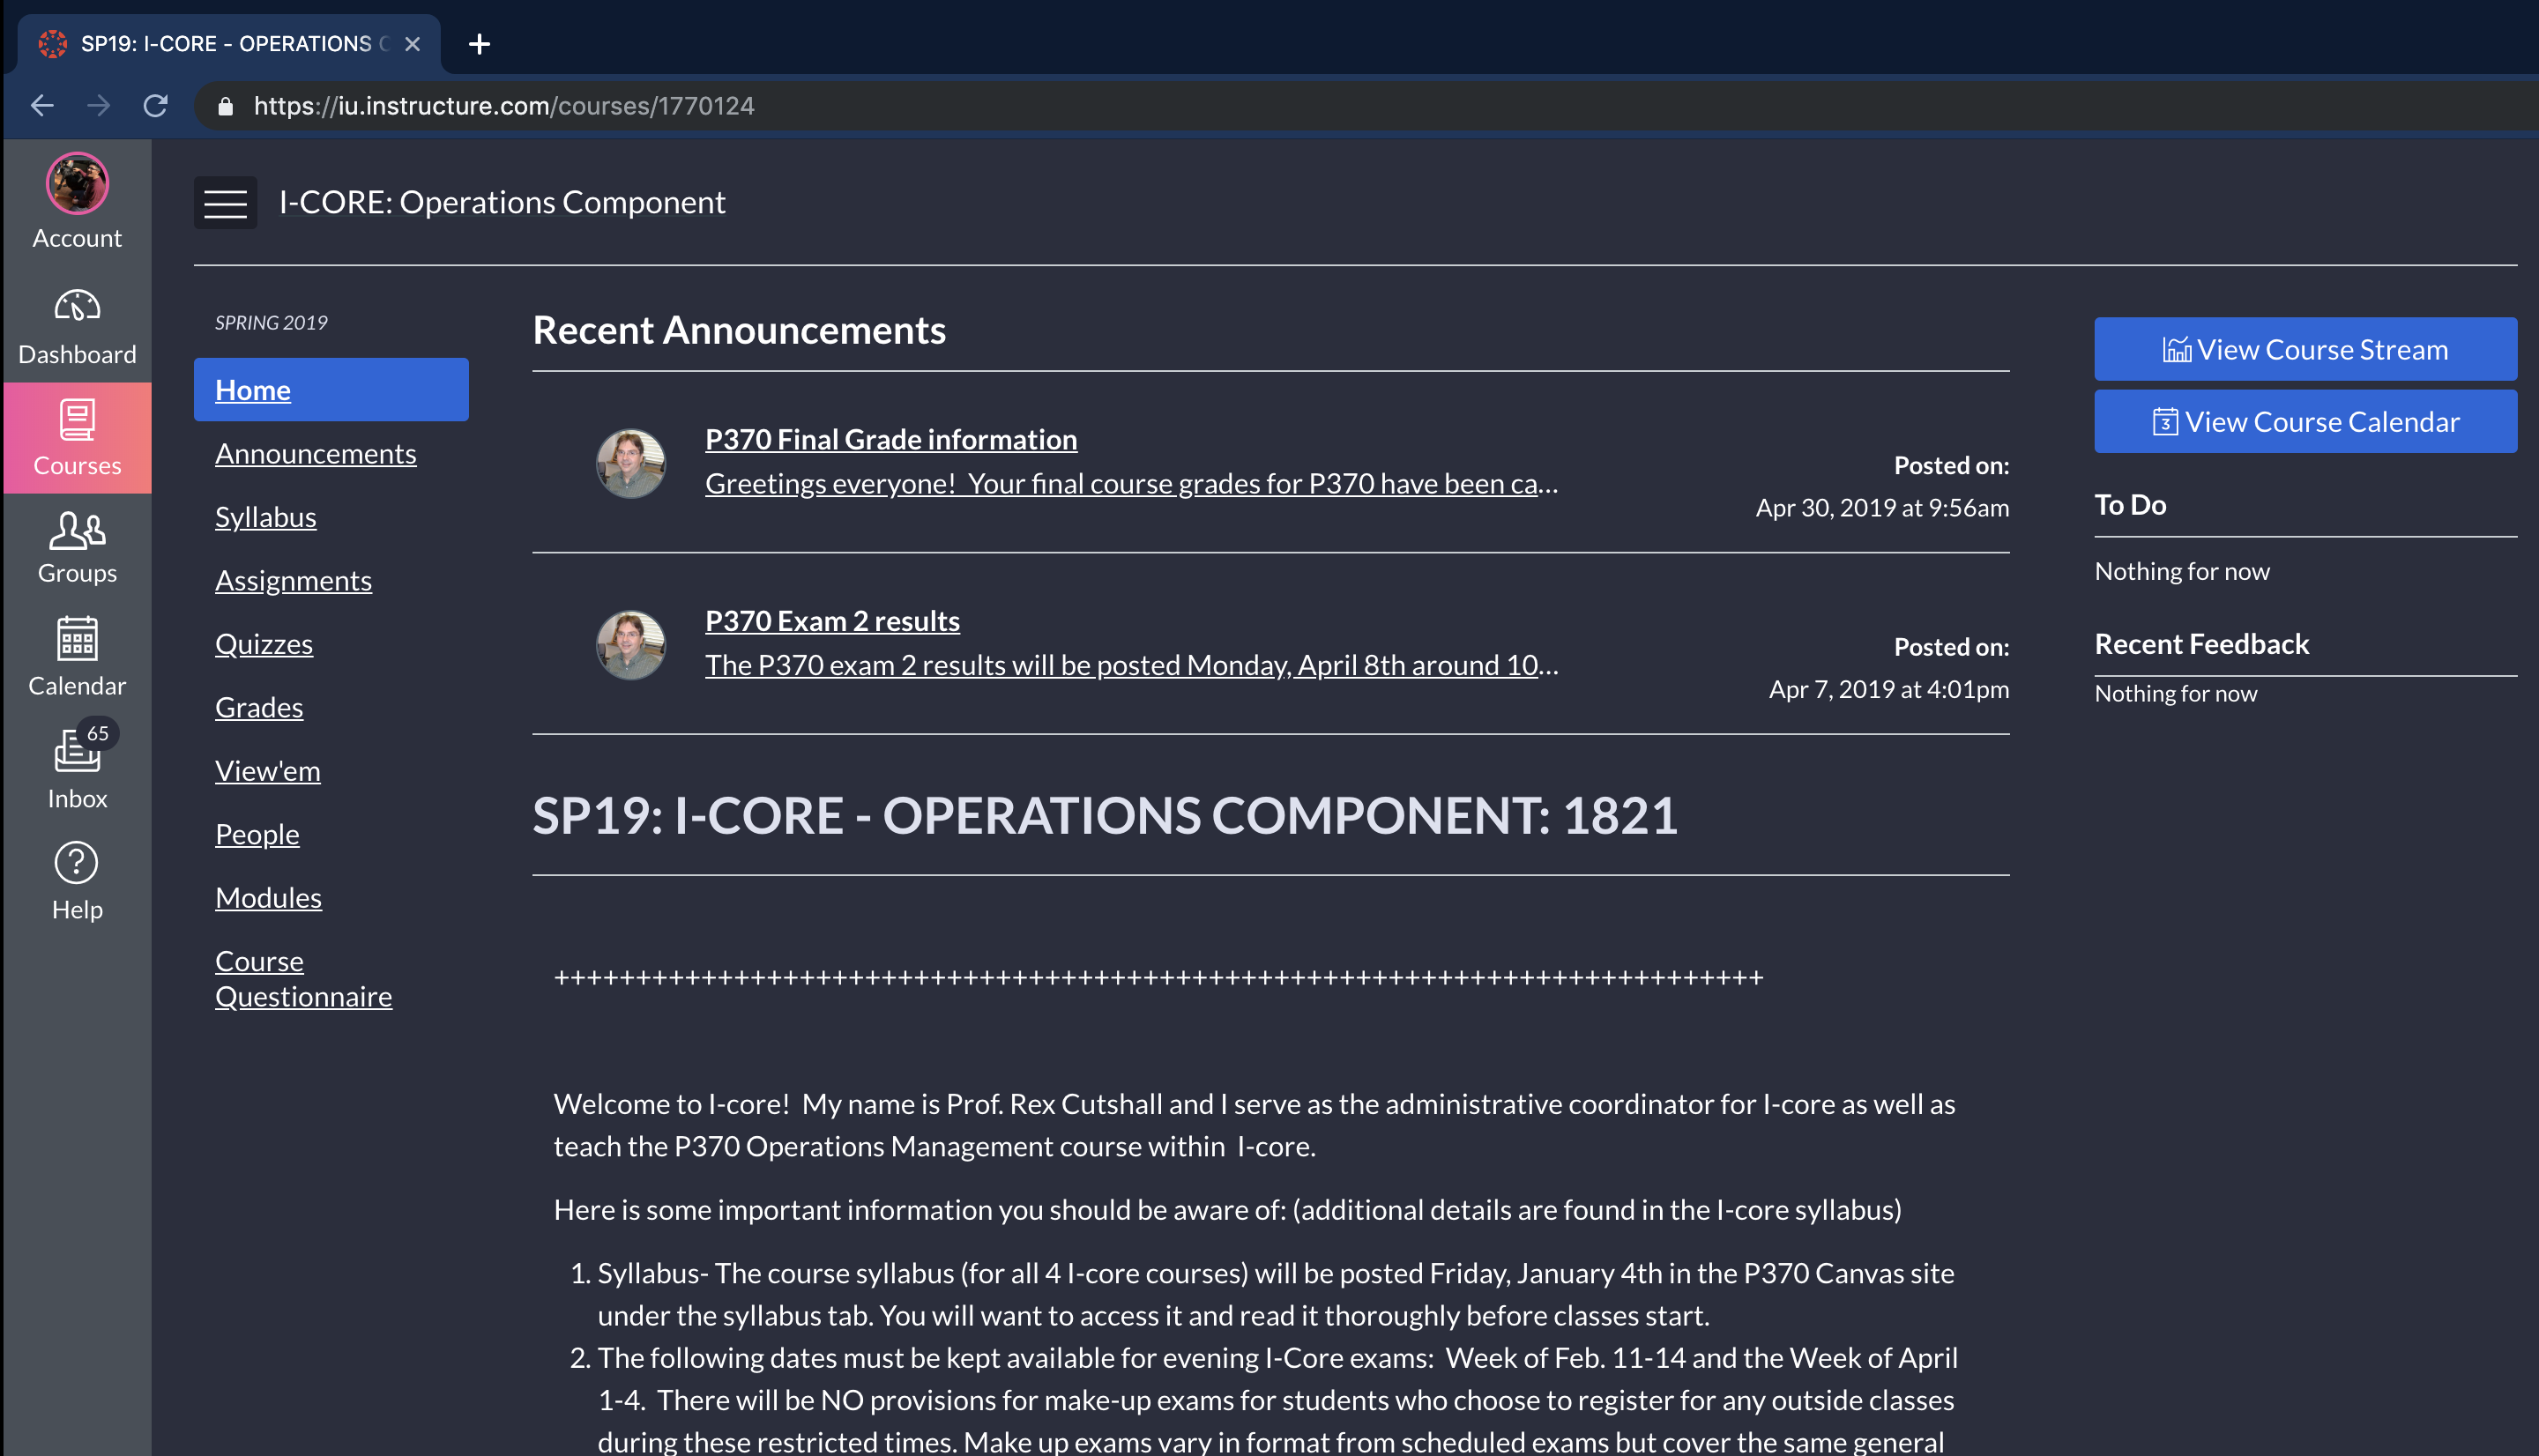 SP19: I-CORE - OPERATIONS C
https://iu.instructure.com/courses/1770124
Account
Dashboard
Courses
Groups
Calendar
65
Inbox
Help
I-CORE: Operations Component
SPRING 2019
Home
Announcements
Syllabus
Assignments
Quizzes
Grades
View'em
People
Modules
Course
Questionnaire
Recent Announcements
P370 Final Grade information
Greetings everyone!  Your final course grades for P370 have been ca...
Posted on:
Apr 30, 2019 at 9:56am
P370 Exam 2 results
The P370 exam 2 results will be posted Monday, April 8th around 10...
Posted on:
Apr 7, 2019 at 4:01pm
SP19: I-CORE - OPERATIONS COMPONENT: 1821
++++++++++++++++++++++++++++++++++++++++++++++++++++++++++++++++++++++++++
Welcome to I-core!  My name is Prof. Rex Cutshall and I serve as the administrative coordinator for I-core as well as
teach the P370 Operations Management course within  I-core.
Here is some important information you should be aware of: (additional details are found in the I-core syllabus)
1. Syllabus- The course syllabus (for all 4 I-core courses) will be posted Friday, January 4th in the P370 Canvas site
under the syllabus tab. You will want to access it and read it thoroughly before classes start.
2. The following dates must be kept available for evening I-Core exams:  Week of Feb. 11-14 and the Week of April
1-4.  There will be NO provisions for make-up exams for students who choose to register for any outside classes
during these restricted times. Make up exams vary in format from scheduled exams but cover the same general
View Course Stream
3
View Course Calendar
To Do
Nothing for now
Recent Feedback
Nothing for now